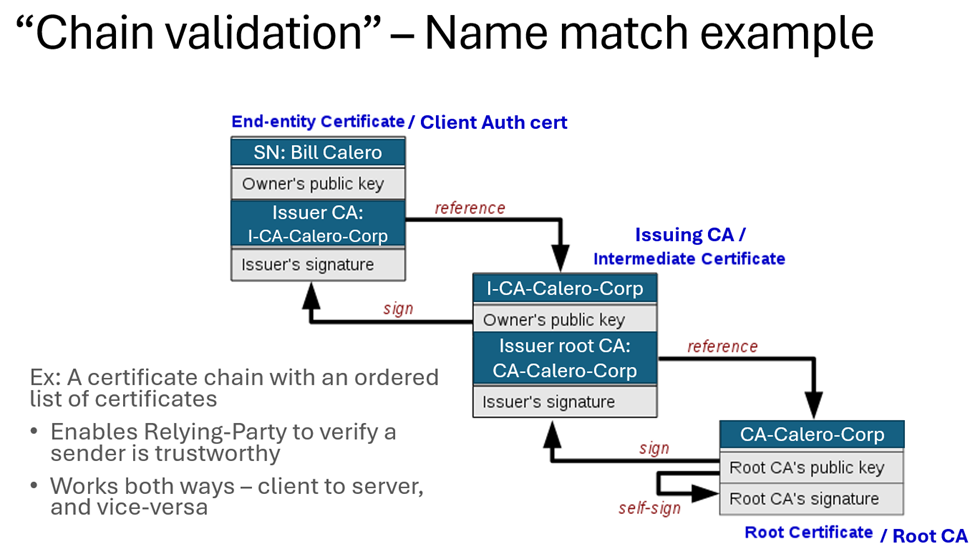 “Chain validation” – Name match example
End-entity Certificate / Client Auth cert
SN: Bill Calero
Owner's public key
Issuer CA:
I-CA-Calero-Corp
Issuer's signature
reference
sign
Issuing CA /
Intermediate Certificate
I-CA-Calero-Corp
Owner's public key
Issuer root CA:
CA-Calero-Corp
Issuer's signature
reference
sign
CA-Calero-Corp
Root CA's public key
Root CA's signature
self-sign
Root Certificate / Root CA
Ex: A certificate chain with an ordered
list of certificates
• Enables Relying-Party to verify a
sender is trustworthy
• Works both ways – client to server,
and vice-versa